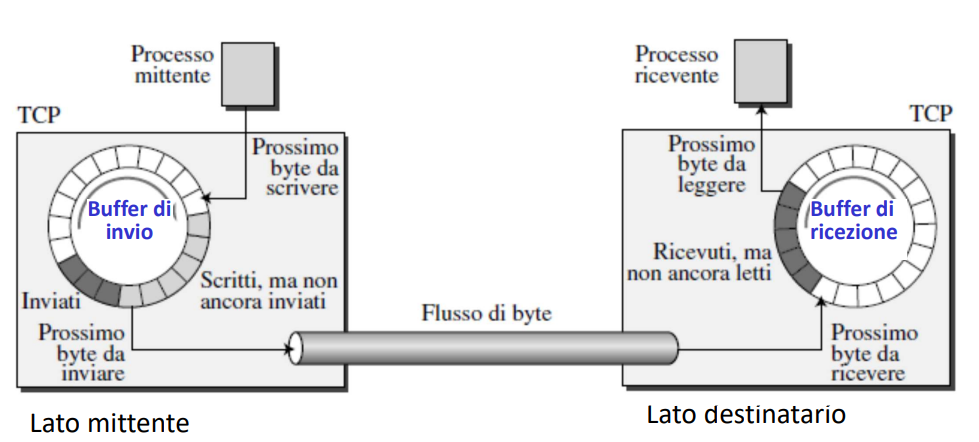 Processo
mittente
TCP
Prossimo
byte da
scrivere
Buffer di
invio
Scritti, ma non
ancora inviati
Inviati
Prossimo
byte da
inviare
Lato mittente
Flusso di byte
Processo
ricevente
TCP
Prossimo
byte da
leggere
Buffer di
ricezione
Ricevuti, ma
non ancora letti
Prossimo
byte da
ricevere
Lato destinatario